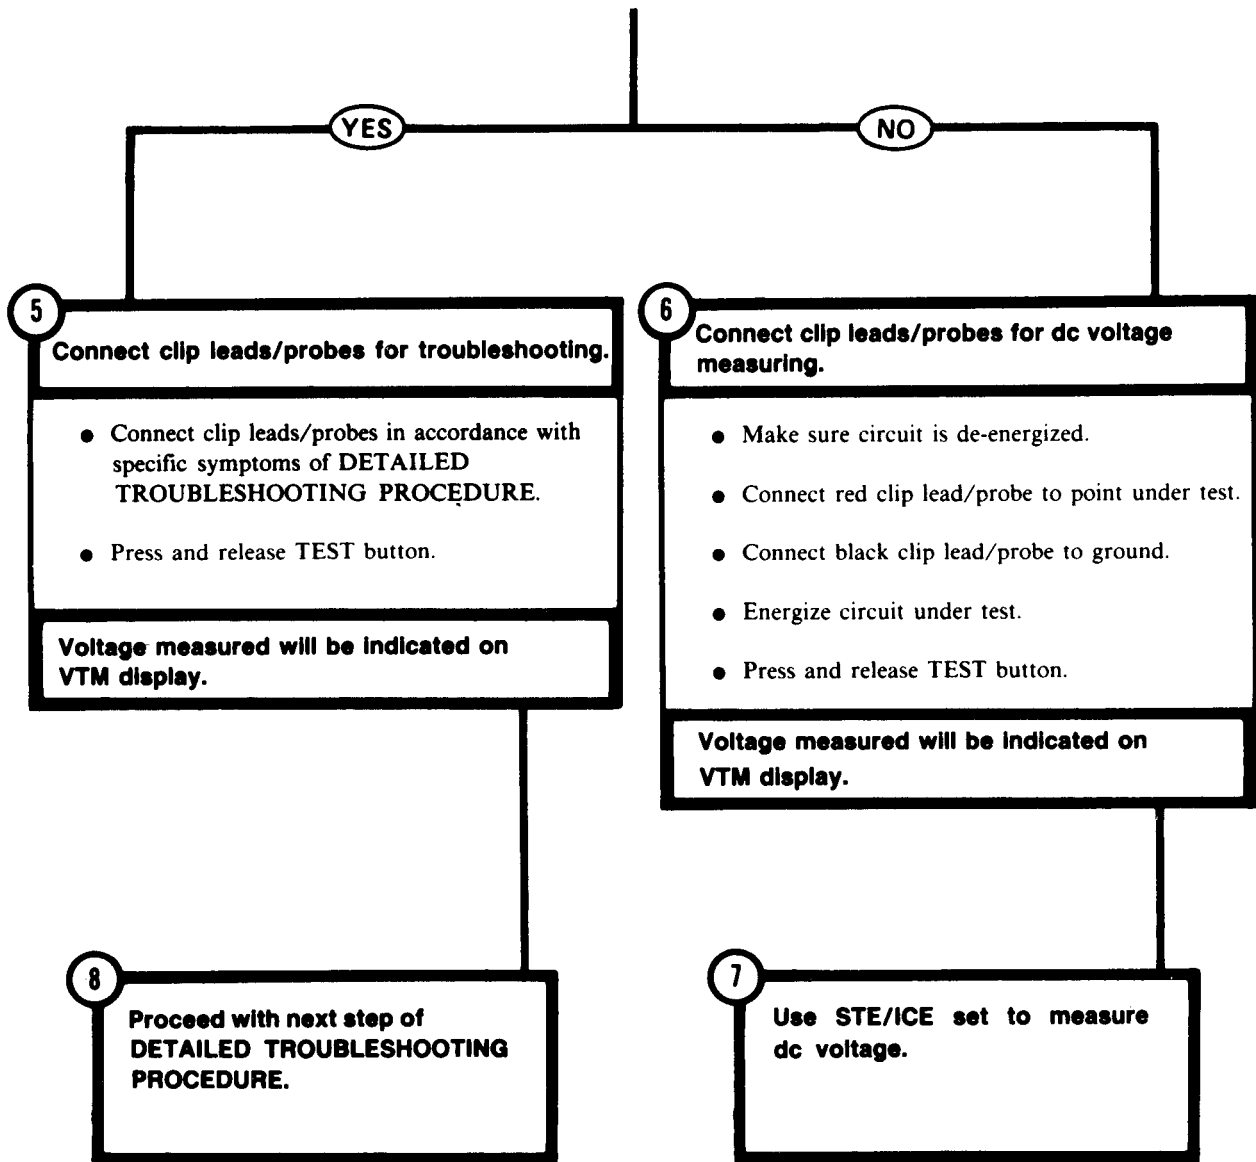 YES
NO
5
Connect clip leads/probes for troubleshooting.
● Connect clip leads/probes in accordance with
specific symptoms of DETAILED
TROUBLESHOOTING PROCEDURE.
● Press and release TEST button.
Voltage measured will be indicated on
VTM display.
6
Connect clip leads/probes for dc voltage
measuring.
● Make sure circuit is de-energized.
● Connect red clip lead/probe to point under test.
● Connect black clip lead/probe to ground.
● Energize circuit under test.
● Press and release TEST button.
Voltage measured will be indicated on
VTM display.
8
Proceed with next step of
DETAILED TROUBLESHOOTING
PROCEDURE.
7
Use STE/ICE set to measure
dc voltage.